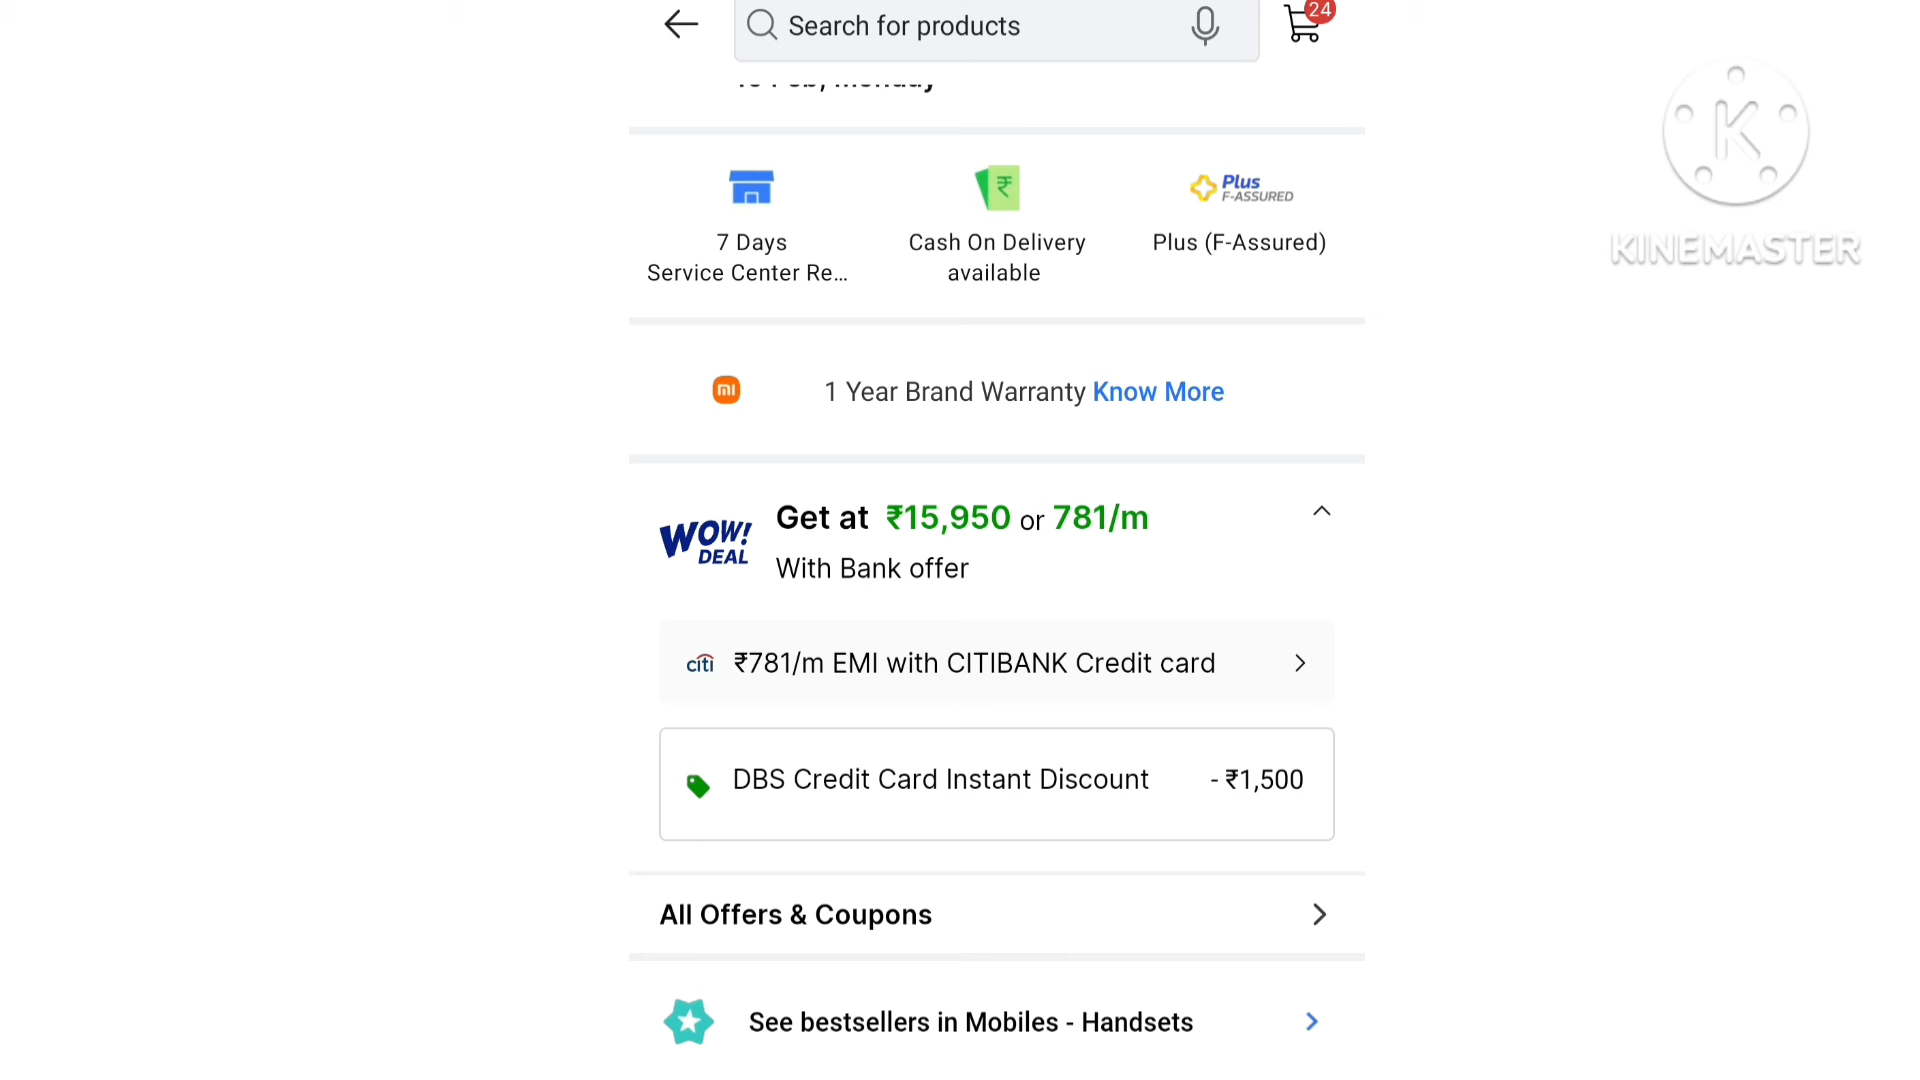 Search for products
24
Monday
Plus
F-ASSURED
7 Days
Service Center Re...
Cash On Delivery
available
Plus (F-Assured)
mi
1 Year Brand Warranty Know More
WOW!
DEAL
Get at ₹15,950 or 781/m
With Bank offer
citi ₹781/m EMI with CITIBANK Credit card
DBS Credit Card Instant Discount - ₹1,500
All Offers & Coupons
See bestsellers in Mobiles - Handsets
K
KINEMASTER